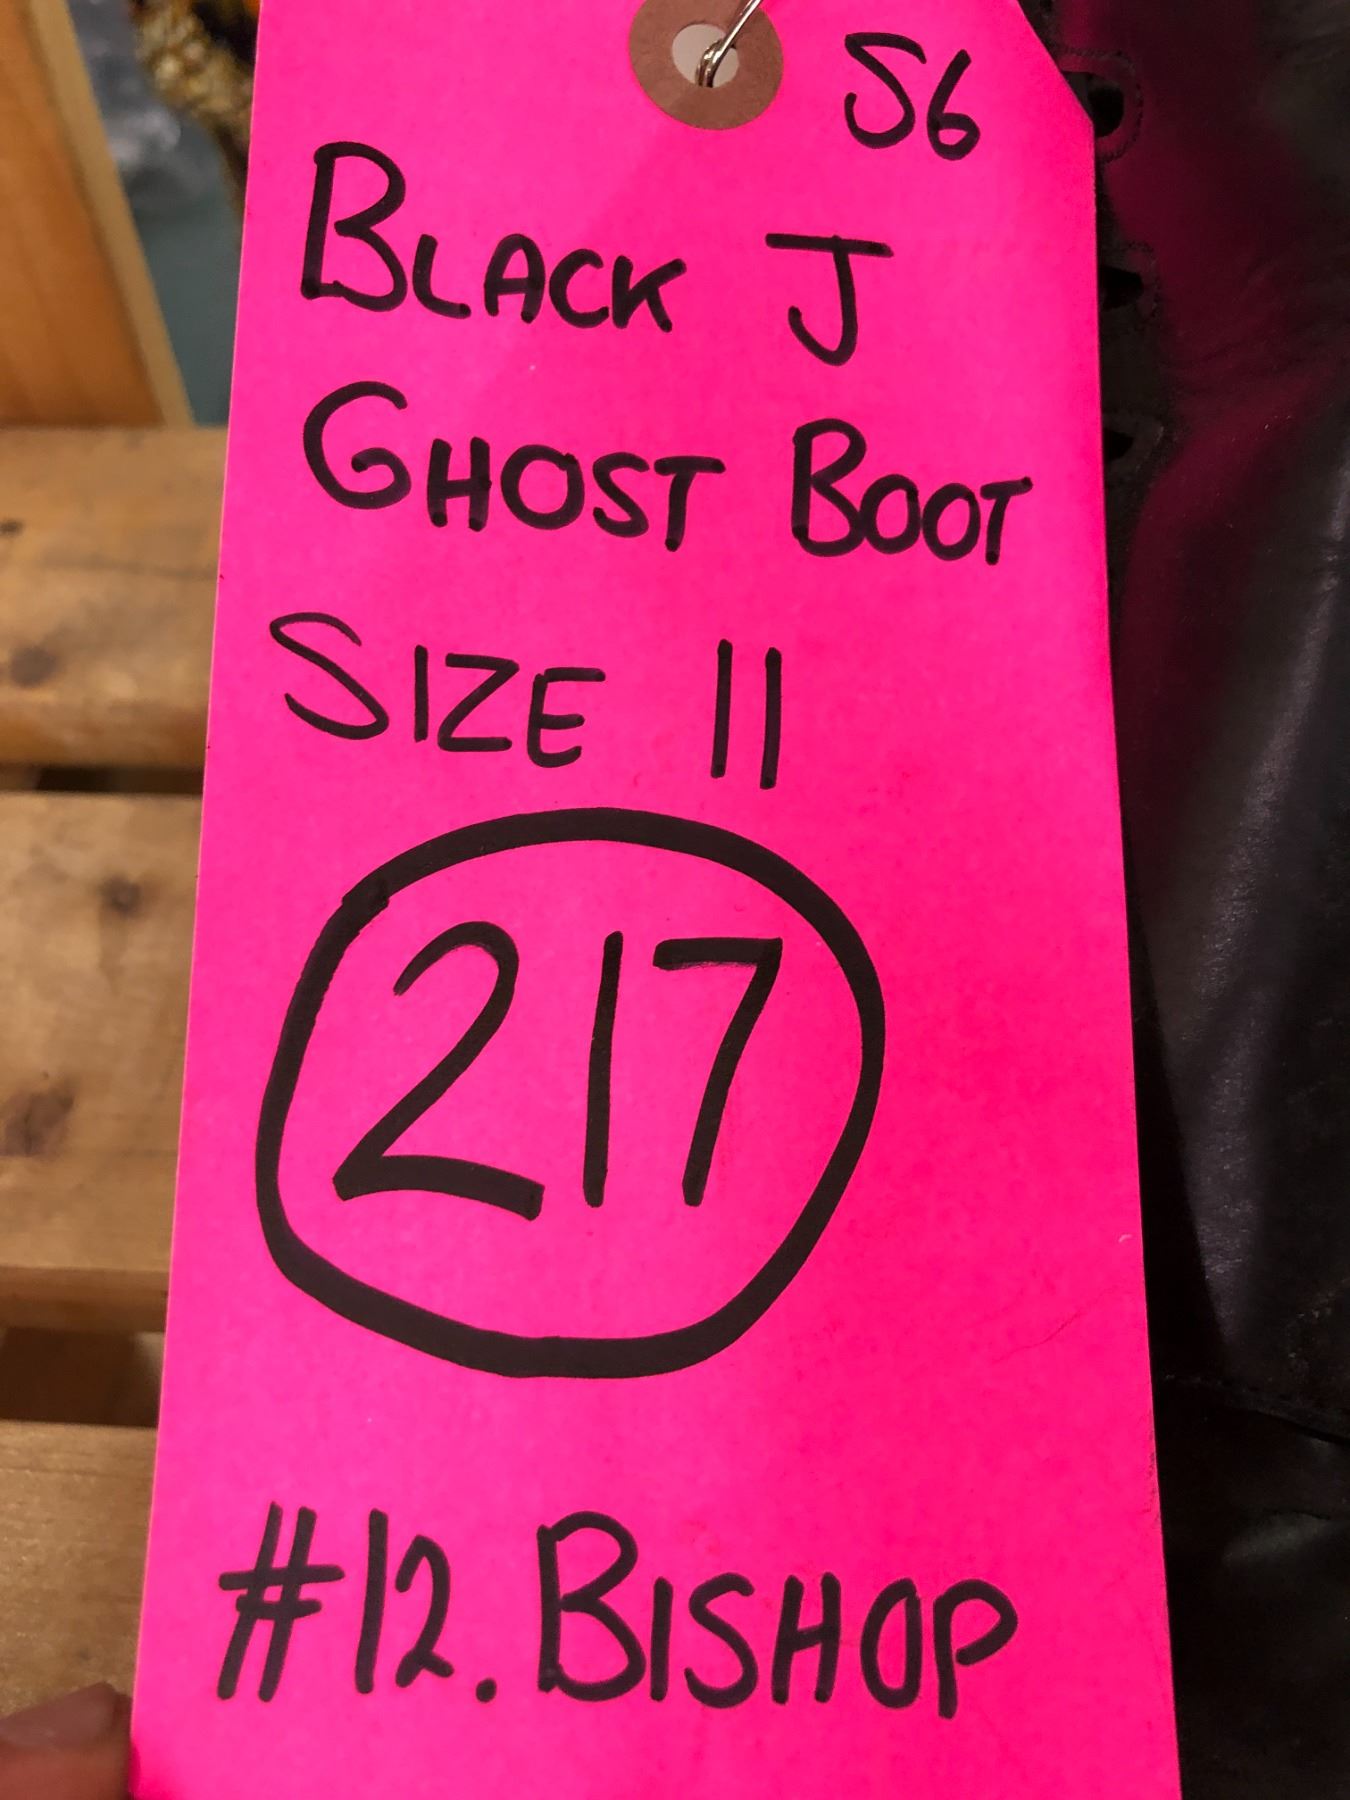 S6
BLACK J
GHOST BOOT
SIZE 11
217
#12. BISHOP